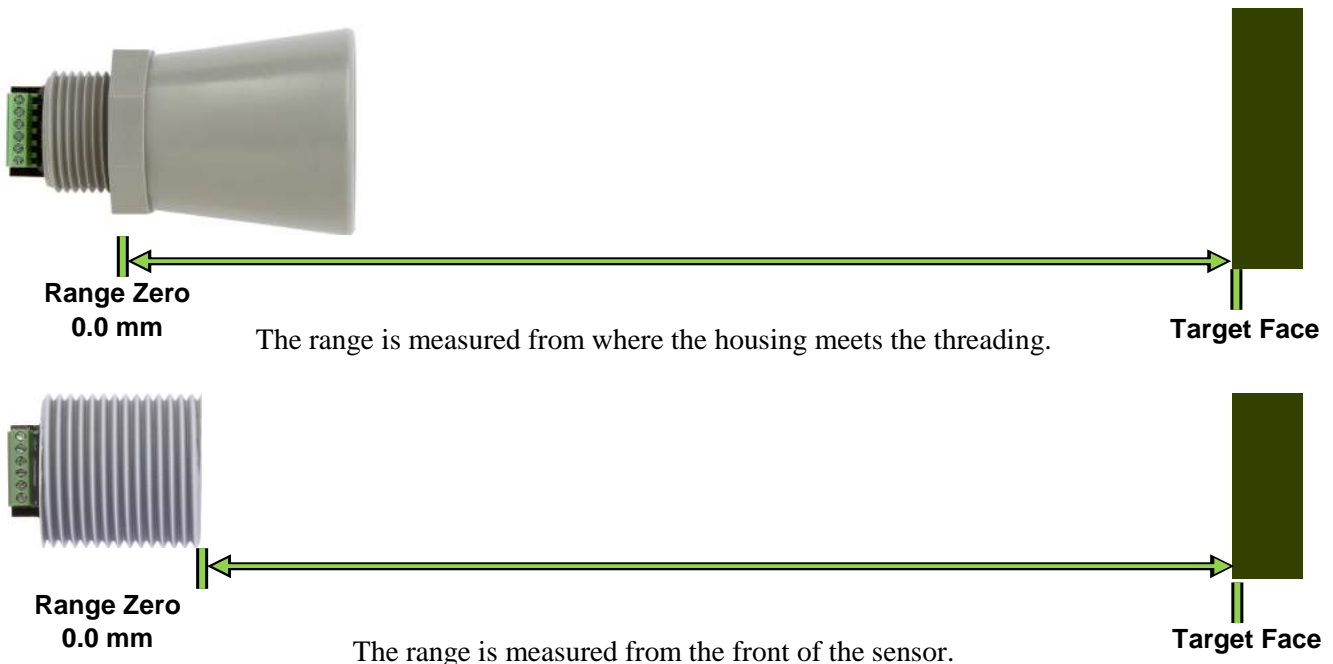 Range Zero
0.0 mm
The range is measured from where the housing meets the threading.
Target Face
Range Zero
0.0 mm
The range is measured from the front of the sensor.
Target Face